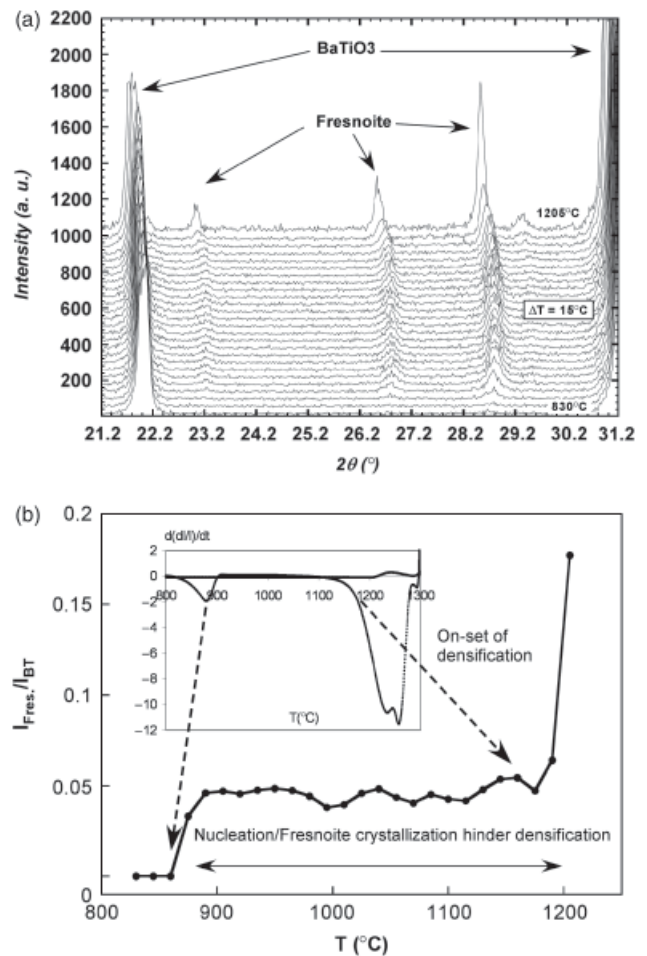 (a)
2200
2000
1800
1600
1400
1200
1000
800
600
400
200
Intensity (a. u.)
BaTiO3
Fresnoite
1205°C
ΔT = 15°C
830°C
21.2 22.2 23.2 24.2 25.2 26.2 27.2 28.2 29.2 30.2 31.2
2θ (°)
(b)
0.2
0.15
0.1
0.05
0
I Fres./I BT
d(dl/l)/dt
2
0
−2
−4
−6
−8
−10
−12
800 900 1000 1100 1200 300
T(°C)
On-set of
densification
Nucleation/Fresnoite crystallization hinder densification
800 900 1000 1100 1200
T (°C)